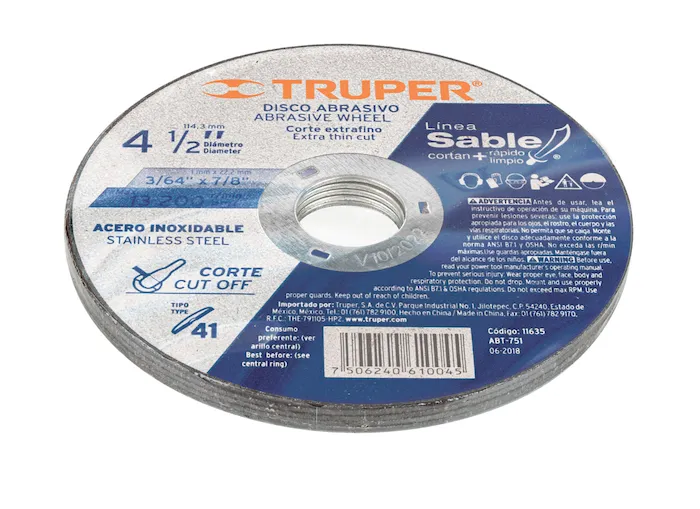 TRUPER®
DISCO ABRASIVO
ABRASIVE WHEEL
Corte extrafino
Extra thin cut
114,3 mm
4 1/2"
Diámetro
Diameter
3/64" x 7/8"
13 200
ACERO INOXIDABLE
STAINLESS STEEL
CORTE
CUT OFF
TIPO
TYPE
41
Línea
Sable®
cortan + rápido
limpio
ADVERTENCIA Antes de usar, lea el
instructivo de operación de su máquina. Para
prevenir lesiones severas: use la protección
apropiada para los ojos, el rostro, el cuerpo y las
vías respiratorias. No permita que se caiga. Monte
y utilice el disco adecuadamente conforme a la
norma ANSI B7.1 y OSHA. No exceda las r/min
máximas. Use guardas apropiadas. Manténgase fuera
del alcance de los niños. WARNING Before use,
read your power tool manufacturer's operating manual.
To prevent serious injury. Wear proper eye, face, body and
respiratory protection. Do not drop. Mount and use properly
according to ANSI B7.1 & OSHA regulations. Do not exceed max RPM. Use
proper guards. Keep out of reach of children.
Importado por: Truper, S.A. de C.V. Parque Industrial No. 1, Jilotepec, C.P. 54240, Estado de
México, México, Tel.: 01 (761) 782 9100. Hecho en China / Made in China, Fax: 01 (761) 782 9170.
R.F.C.: THE-791105-HP2. www.truper.com
Consumo
preferente: (ver
arillo central)
Best before: (see
central ring)
7 506240 610045
Código: 11635
ABT-751
06-2018